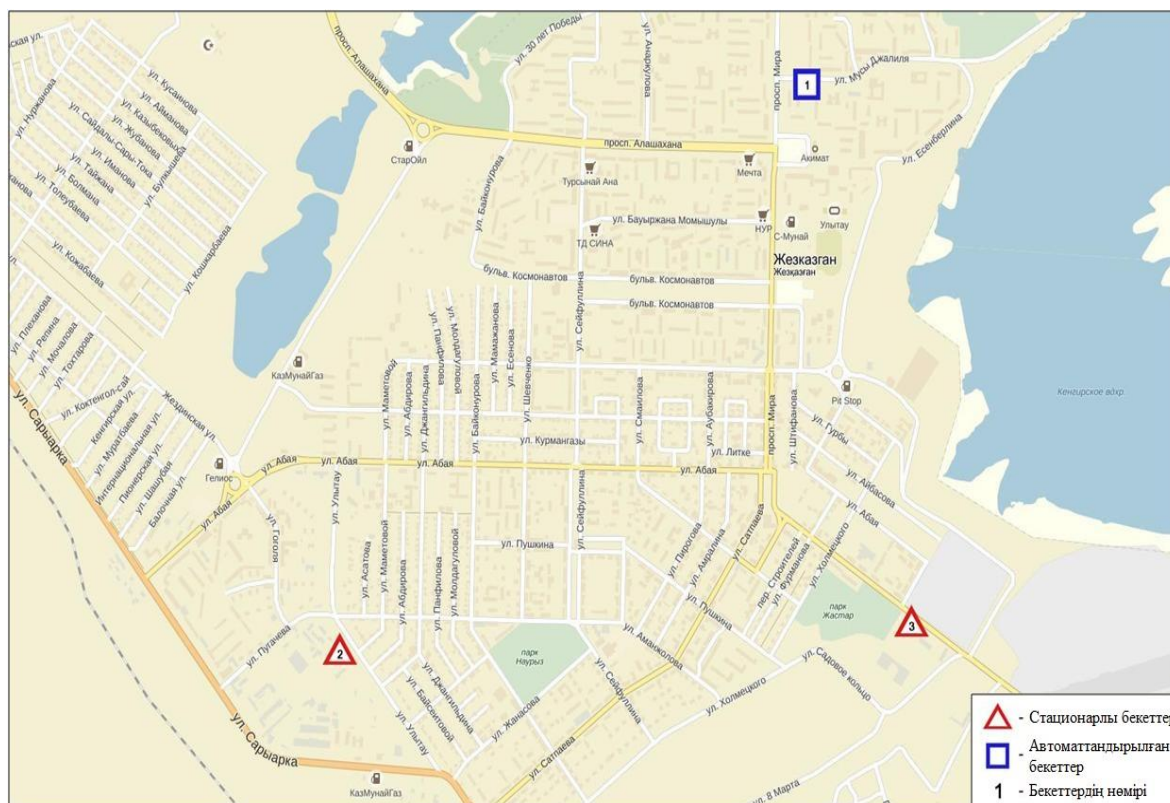 ул. 30 лет Победы
ул. Анаркулова
просп. Мира
ул. Мусы Джалиля
1
просп. Алашахана
ул. Есенберлина
ул. Нуржанова
ул. Кусаинова
ул. Айманова
ул. Казыбековых
ул. Жубанова
ул. Сайдалы-Сары-Тока
ул. Иманова
ул. Тайжана
ул. Болмана
ул. Толеубаева
ул. Булкышева
ул. Кошкарбаева
ул. Кожабаева
СтарОйл
просп. Алашахана
Акимат
Мечта
Турсынай Ана
ул. Байконурова
ул. Бауыржана Момышулы
НУР
С-Мунай
Улытау
ТД СИНА
Жезказган
Жезқазған
бульв. Космонавтов
бульв. Космонавтов
бульв. Космонавтов
ул. Сейфуллина
ул. Плеханова
ул. Репина
ул. Мочалова
ул. Тохтарова
ул. Коктенгол-сай
КазМунайГаз
ул. Панфилова
ул. Молдагуловой
ул. Мамажанова
ул. Есенова
ул. Маметовой
ул. Абдирова
ул. Джангильдина
ул. Байконурова
ул. Шевченко
ул. Смаилова
ул. Аубакирова
просп. Мира
ул. Штифанова
Pit Stop
Кенгирское вдхр.
ул. Сарыарка
Кенгирская ул.
Жездинская ул.
ул. Муратбаева
Интернациональная ул.
Пионерская ул.
ул. Шишубая
Балочная ул.
ул. Гурбы
ул. Курмангазы
ул. Литке
ул. Айбасова
ул. Абая
ул. Абая
ул. Абая
ул. Абая
ул. Абая
ул. Абая
Гелиос
ул. Гоголя
ул. Улытау
ул. Сейфуллина
ул. Сатпаева
ул. Асатова
ул. Маметовой
ул. Абдирова
ул. Панфилова
ул. Молдагуловой
ул. Пушкина
ул. Пирогова
ул. Амралина
пер. Строителей
ул. Фурманова
ул. Холмецкого
ул. Пушкина
парк
Жастар
3
ул. Пугачева
2
парк
Наурыз
ул. Аманжолова
ул. Садовое кольцо
ул. Джангильдина
ул. Байсеитовой
ул. Улытау
ул. Жанасова
ул. Сейфуллина
ул. Холмецкого
ул. Сатпаева
ул. Сарыарка
КазМунайГаз
ул. 8 Марта
- Стационарлы бекеттер
- Автоматтандырылған
бекеттер
1 - Бекеттердің нөмірі